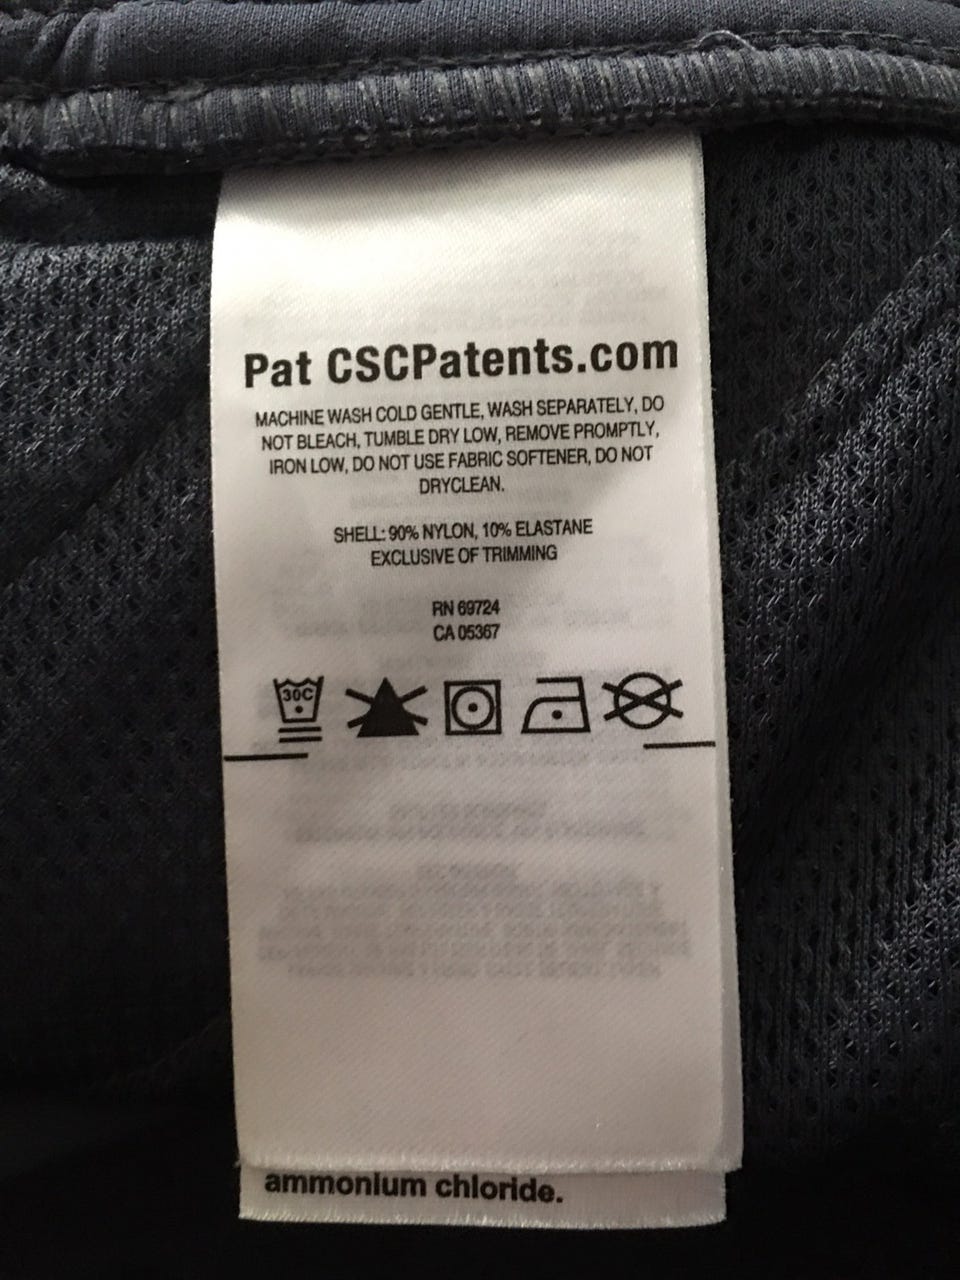 Pat CSCPatents.com
MACHINE WASH COLD GENTLE, WASH SEPARATELY, DO
NOT BLEACH, TUMBLE DRY LOW, REMOVE PROMPTLY,
IRON LOW, DO NOT USE FABRIC SOFTENER, DO NOT
DRYCLEAN.
SHELL: 90% NYLON, 10% ELASTANE
EXCLUSIVE OF TRIMMING
RN 69724
CA 05367
30C
ammonium chloride.